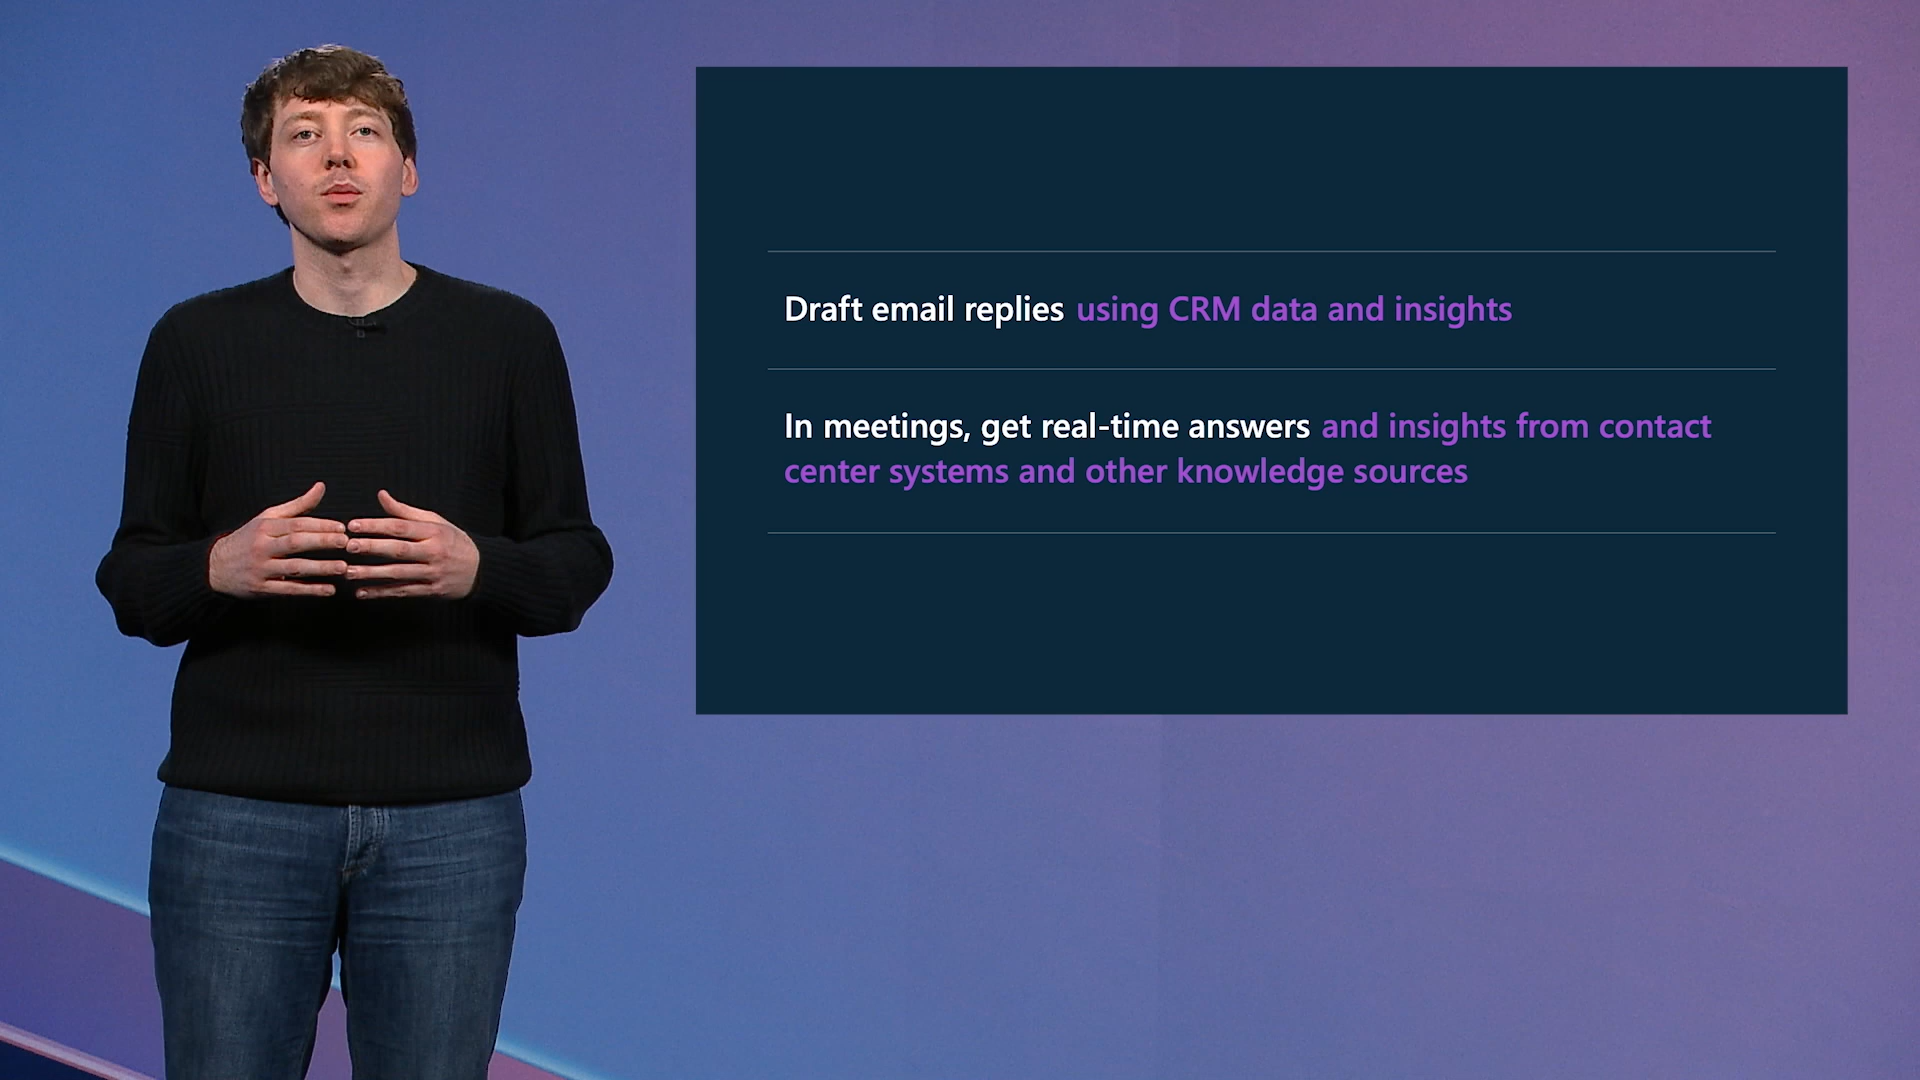 Draft email replies using CRM data and insights
In meetings, get real-time answers and insights from contact
center systems and other knowledge sources